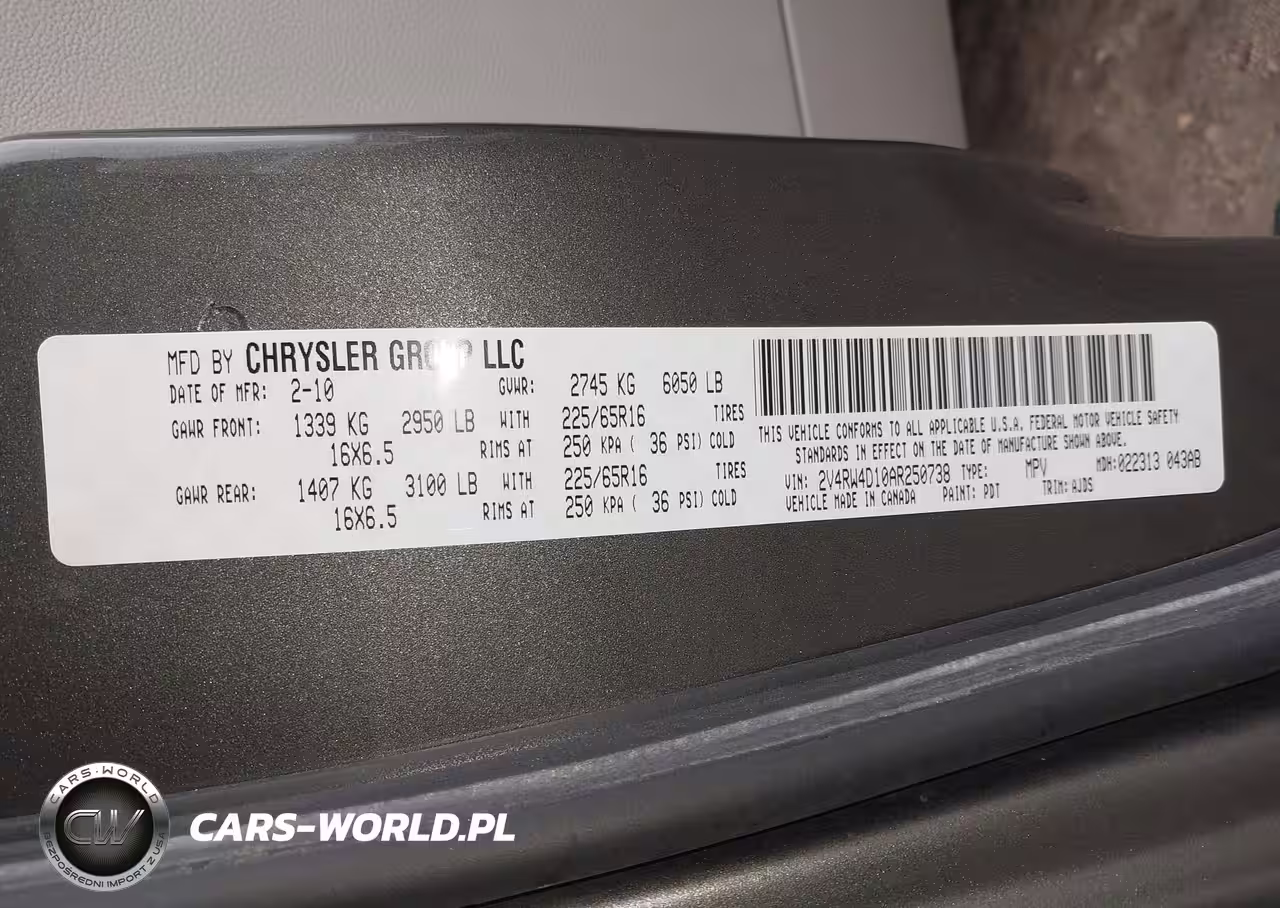 MFD BY CHRYSLER GROUP LLC
DATE OF MFR: 2-10 GVWR: 2745 KG 6050 LB
GAWR FRONT: 1339 KG 2950 LB WITH 225/65R16 TIRES
16X6.5 RIMS AT 250 KPA ( 36 PSI) COLD
GAWR REAR: 1407 KG 3100 LB WITH 225/65R16 TIRES
16X6.5 RIMS AT 250 KPA ( 36 PSI) COLD
THIS VEHICLE CONFORMS TO ALL APPLICABLE U.S.A. FEDERAL MOTOR VEHICLE SAFETY
STANDARDS IN EFFECT ON THE DATE OF MANUFACTURE SHOWN ABOVE.
VIN: 2V4RW4D10AR250738 TYPE: MPV MDH:022313 043AB
VEHICLE MADE IN CANADA PAINT: PDT TRIM:AJDS
CARS-WORLD
CW
BEZPOŚREDNI IMPORT Z USA
CARS-WORLD.PL